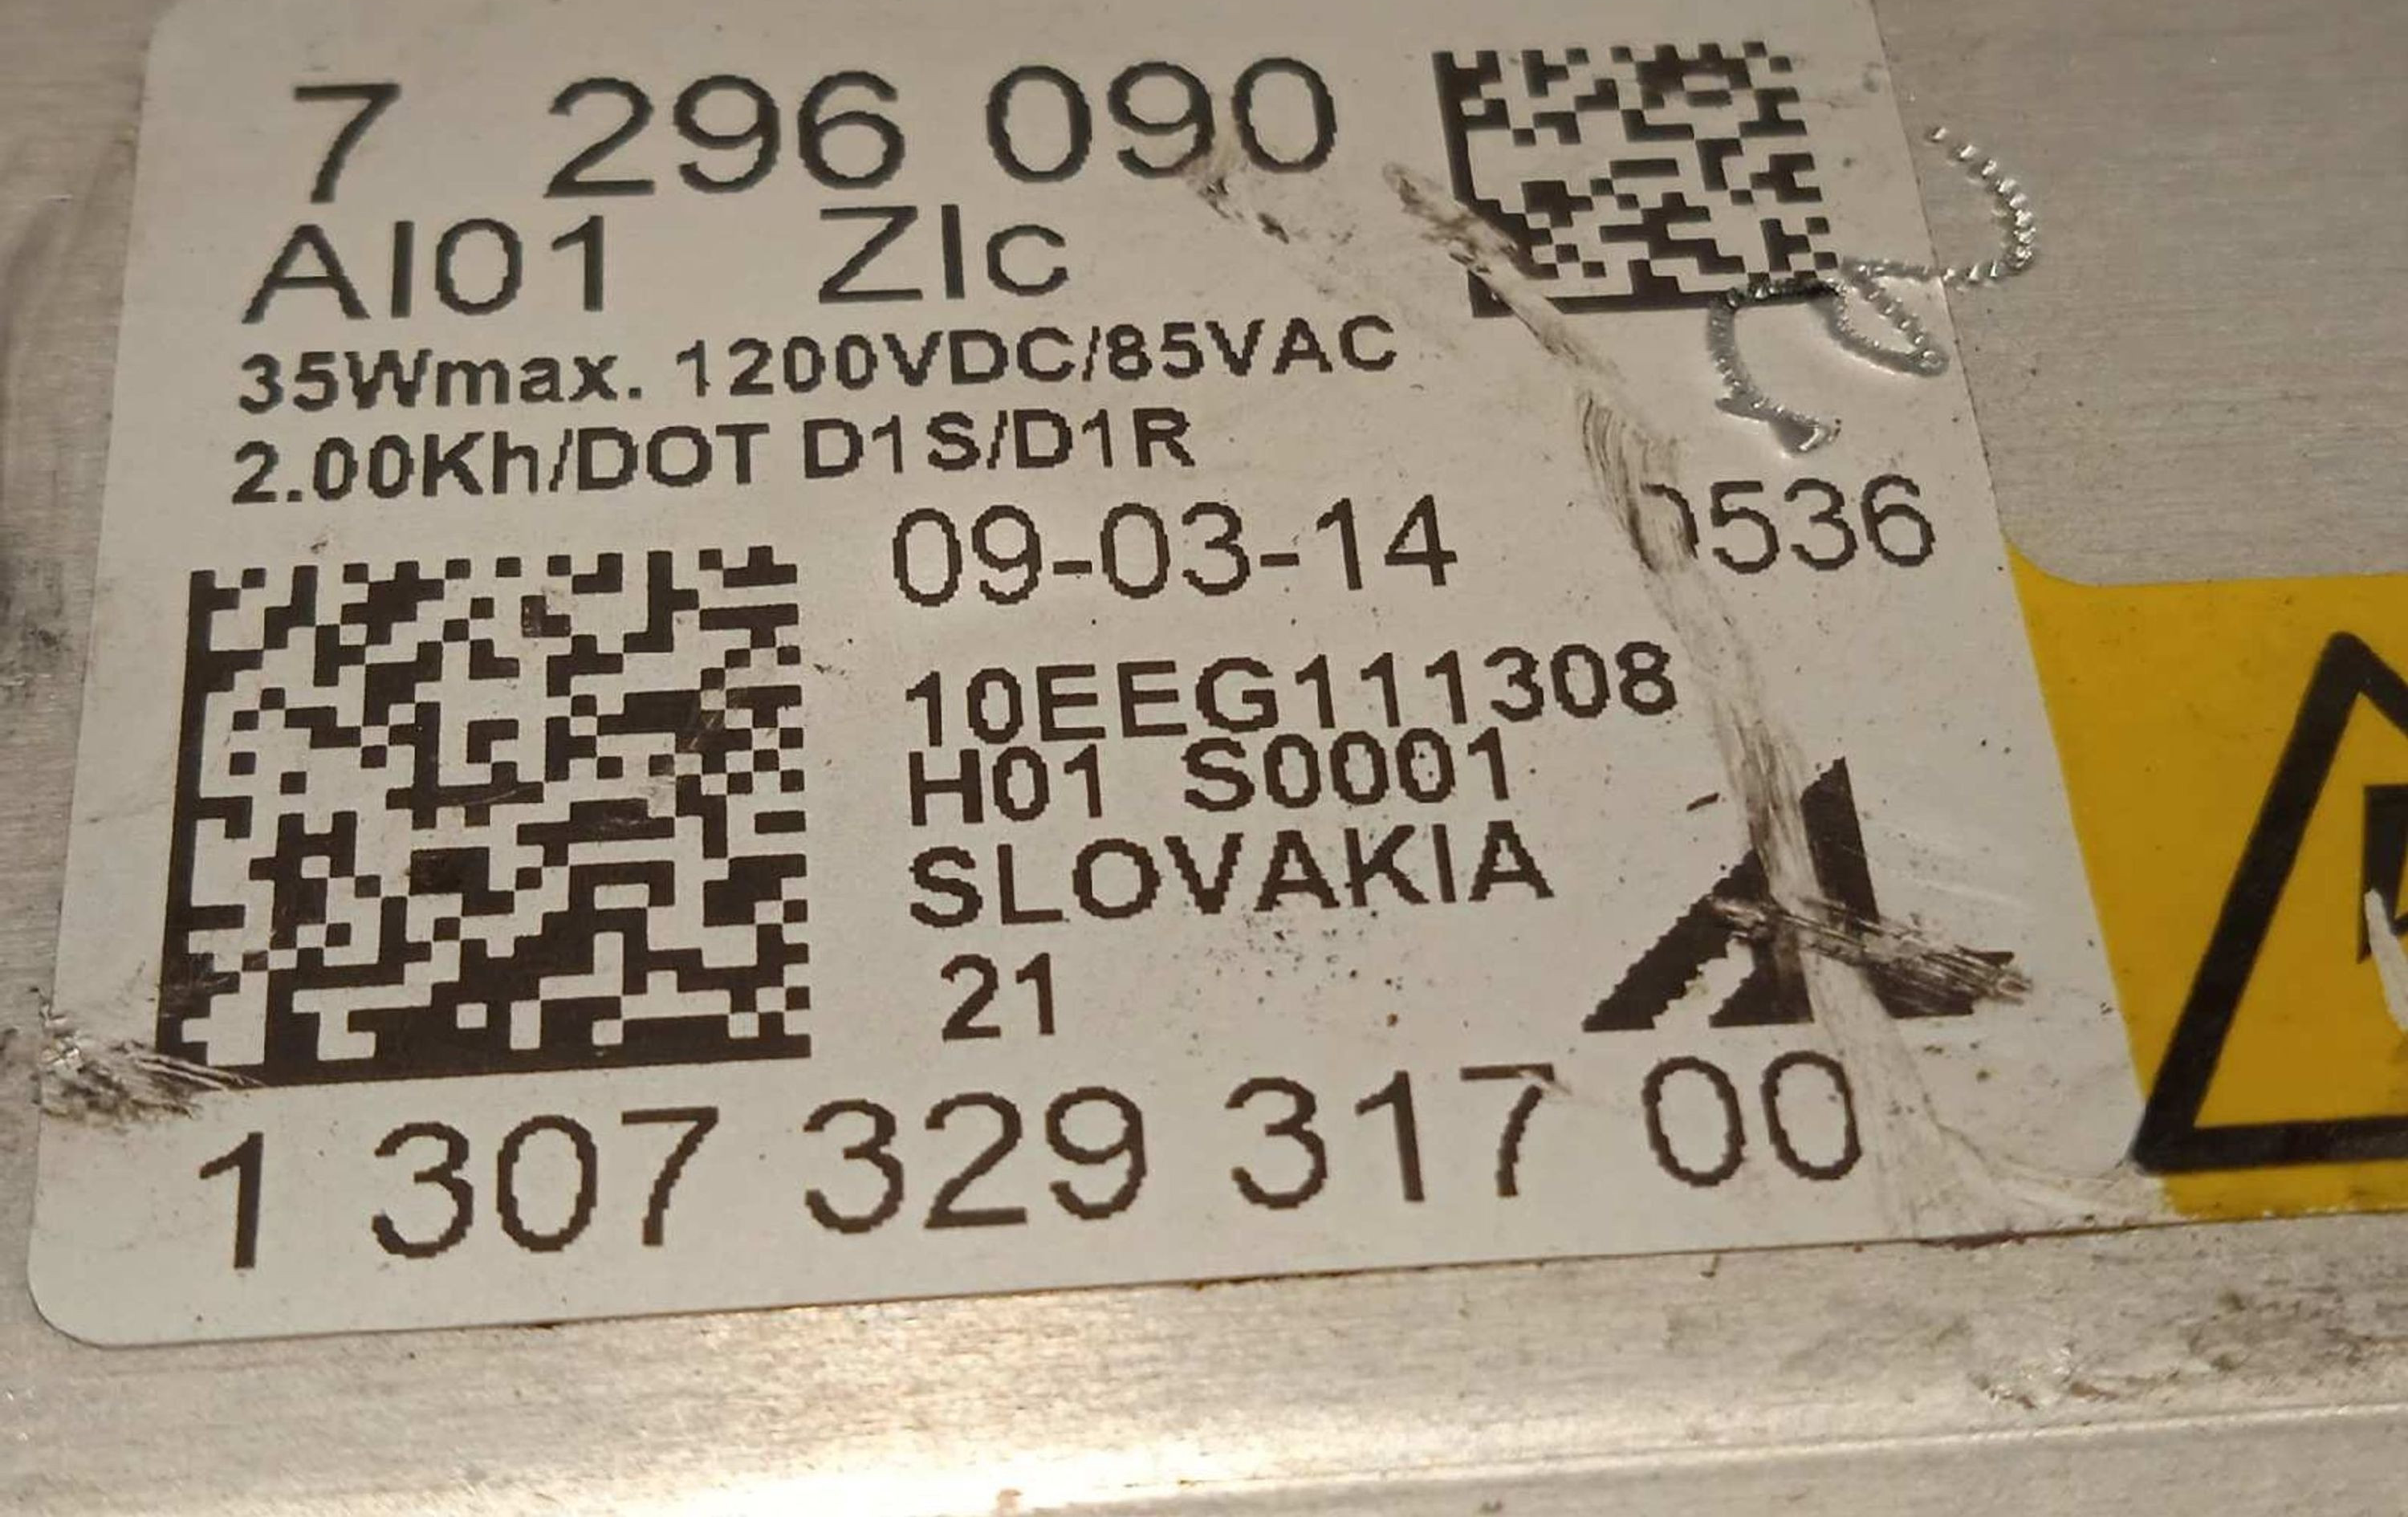 7 296 090
AI01 ZIc
35Wmax. 1200VDC/85VAC
2.00Kh/DOT D1S/D1R
09-03-14
10EEG111308
H01 S0001
SLOVAKIA
21
1 307 329 317 00